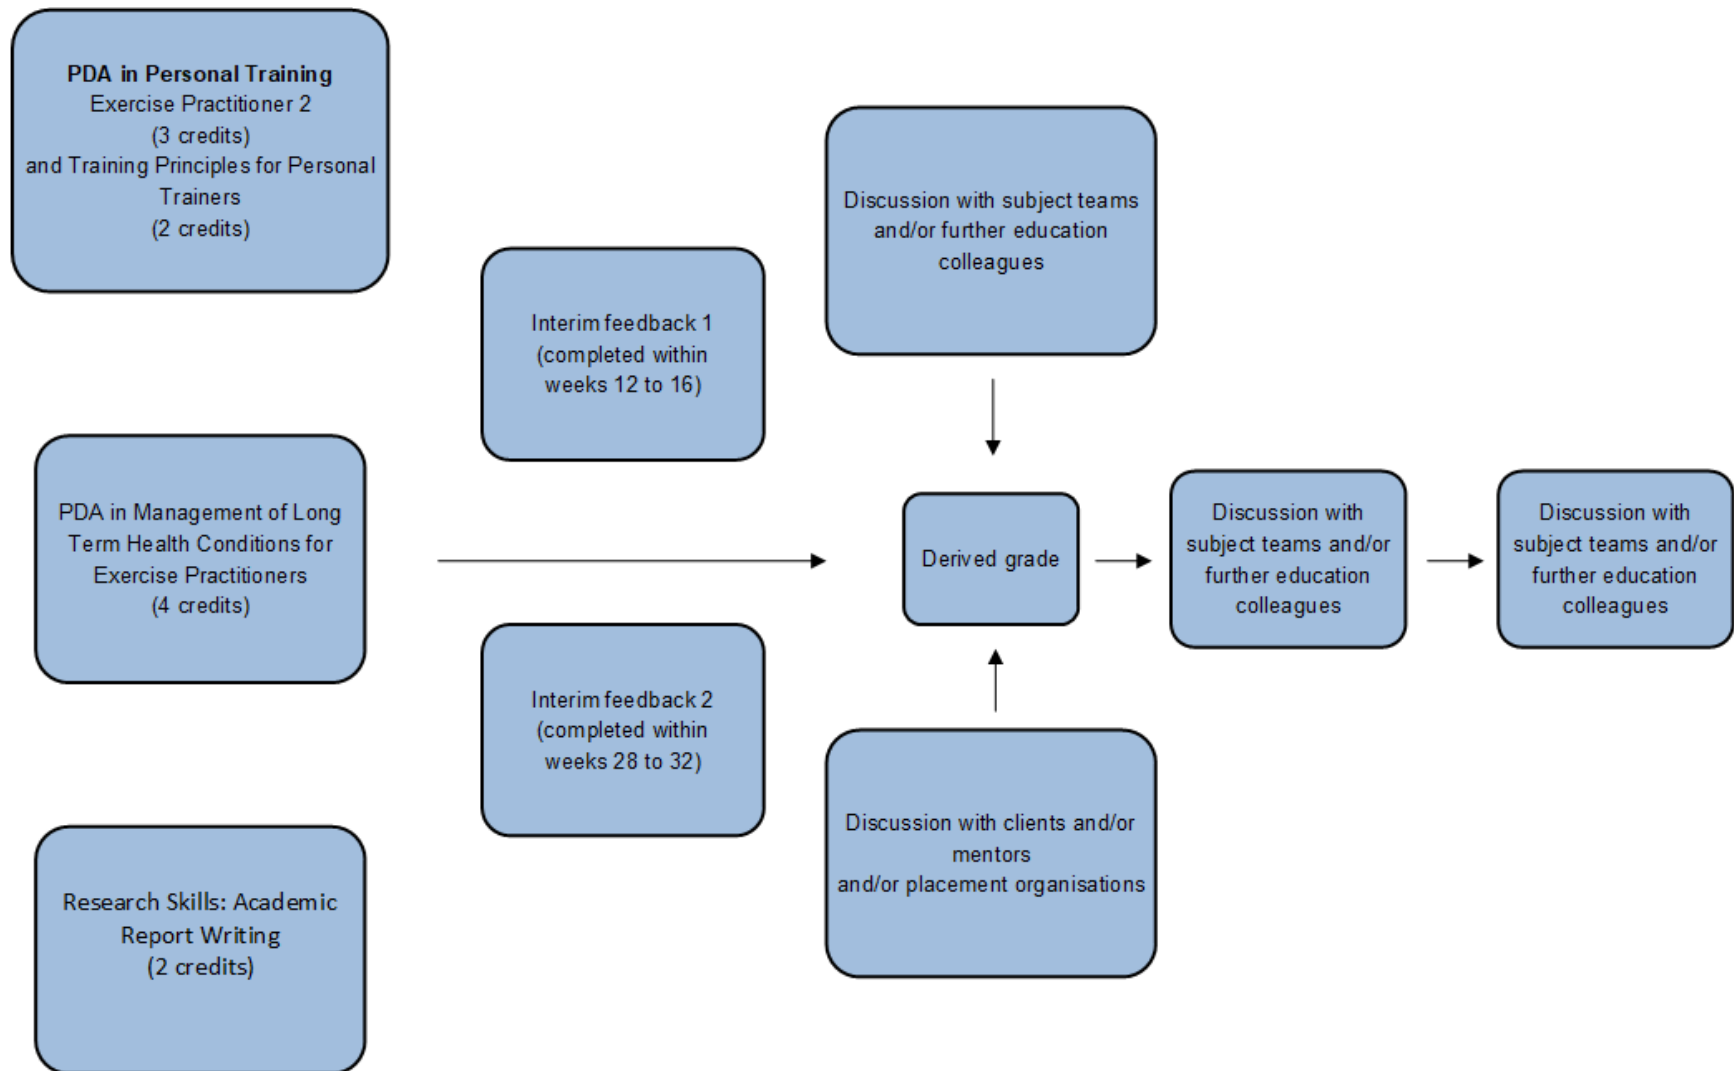 PDA in Personal Training
Exercise Practitioner 2
(3 credits)
and Training Principles for Personal
Trainers
(2 credits)
PDA in Management of Long
Term Health Conditions for
Exercise Practitioners
(4 credits)
Research Skills: Academic
Report Writing
(2 credits)
Interim feedback 1
(completed within
weeks 12 to 16)
Interim feedback 2
(completed within
weeks 28 to 32)
Discussion with subject teams
and/or further education
colleagues
Derived grade
Discussion with clients and/or
mentors
and/or placement organisations
Discussion with
subject teams and/or
further education
colleagues
Discussion with
subject teams and/or
further education
colleagues